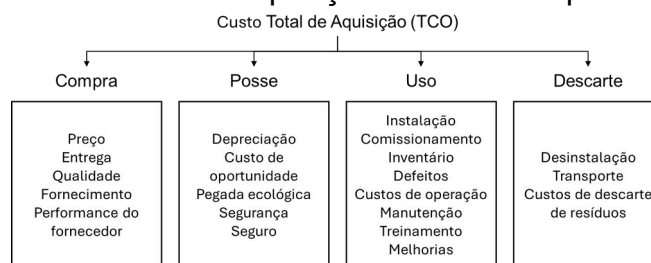 Custo Total de Aquisição (TCO)
Compra
Posse
Uso
Descarte
Preço
Entrega
Qualidade
Fornecimento
Performance do
fornecedor
Depreciação
Custo de
oportunidade
Pegada ecológica
Segurança
Seguro
Instalação
Comissionamento
Inventário
Defeitos
Custos de operação
Manutenção
Treinamento
Melhorias
Desinstalação
Transporte
Custos de descarte
de resíduos